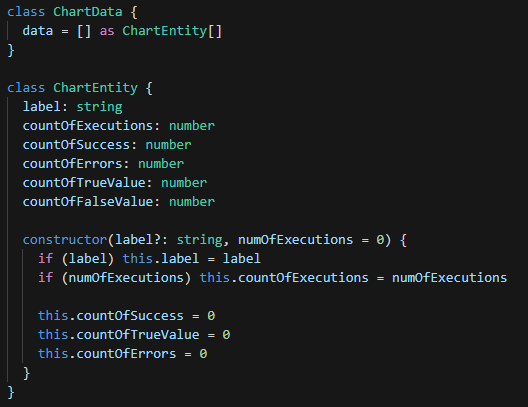 class ChartData {
  data = [] as ChartEntity[]
}

class ChartEntity {
  label: string
  countOfExecutions: number
  countOfSuccess: number
  countOfErrors: number
  countOfTrueValue: number
  countOfFalseValue: number

  constructor(label?: string, numOfExecutions = 0) {
    if (label) this.label = label
    if (numOfExecutions) this.countOfExecutions = numOfExecutions

    this.countOfSuccess = 0
    this.countOfTrueValue = 0
    this.countOfErrors = 0
  }
}